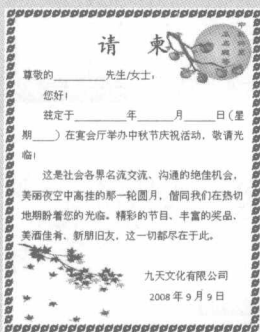 请 柬
尊敬的________先生/女士：
您好！
兹定于________年______月______日（星
期____）在宴会厅举办中秋节庆祝活动，敬请光
临！
这是社会各界名流交流、沟通的绝佳机会，
美丽夜空中高挂的那一轮圆月，偕同我们在热切
地期盼着您的光临。精彩的节目、丰富的奖品、
美酒佳肴、新朋旧友，这一切都尽在于此。
九天文化有限公司
2008 年 9 月 9 日